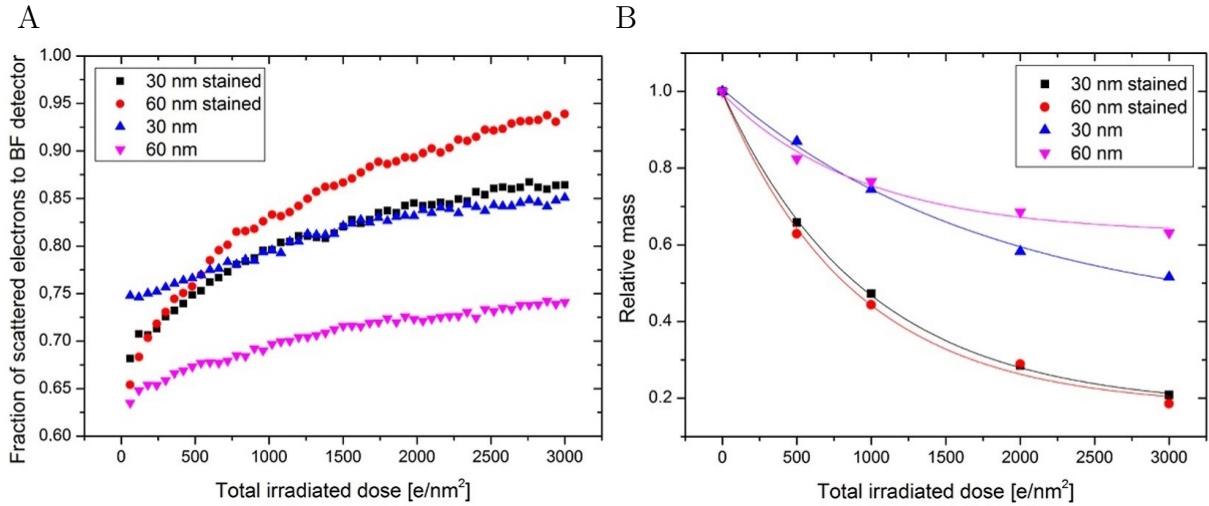 A
Fraction of scattered electrons to BF detector
1.00
0.95
0.90
0.85
0.80
0.75
0.70
0.65
0.60
30 nm stained
60 nm stained
30 nm
60 nm
0 500 1000 1500 2000 2500 3000
Total irradiated dose [e/nm²]
B
Relative mass
1.0
0.8
0.6
0.4
0.2
30 nm stained
60 nm stained
30 nm
60 nm
0 500 1000 1500 2000 2500 3000
Total irradiated dose [e/nm²]